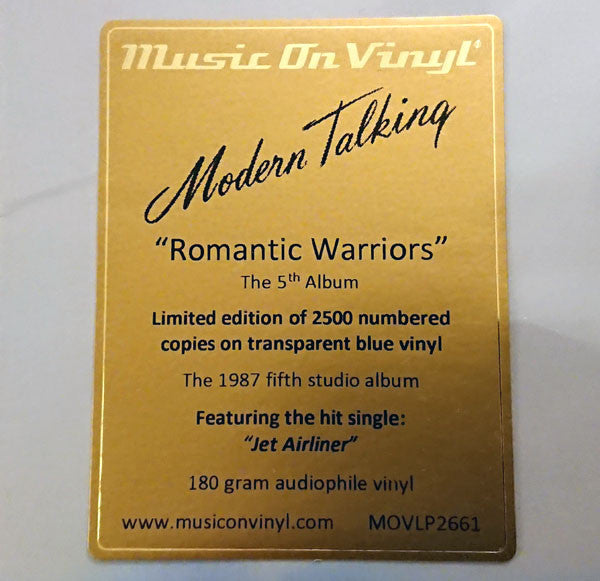 Music On Vinyl
Modern Talking
“Romantic Warriors”
The 5th Album
Limited edition of 2500 numbered
copies on transparent blue vinyl
The 1987 fifth studio album
Featuring the hit single:
“Jet Airliner”
180 gram audiophile vinyl
www.musiconvinyl.com MOVLP2661